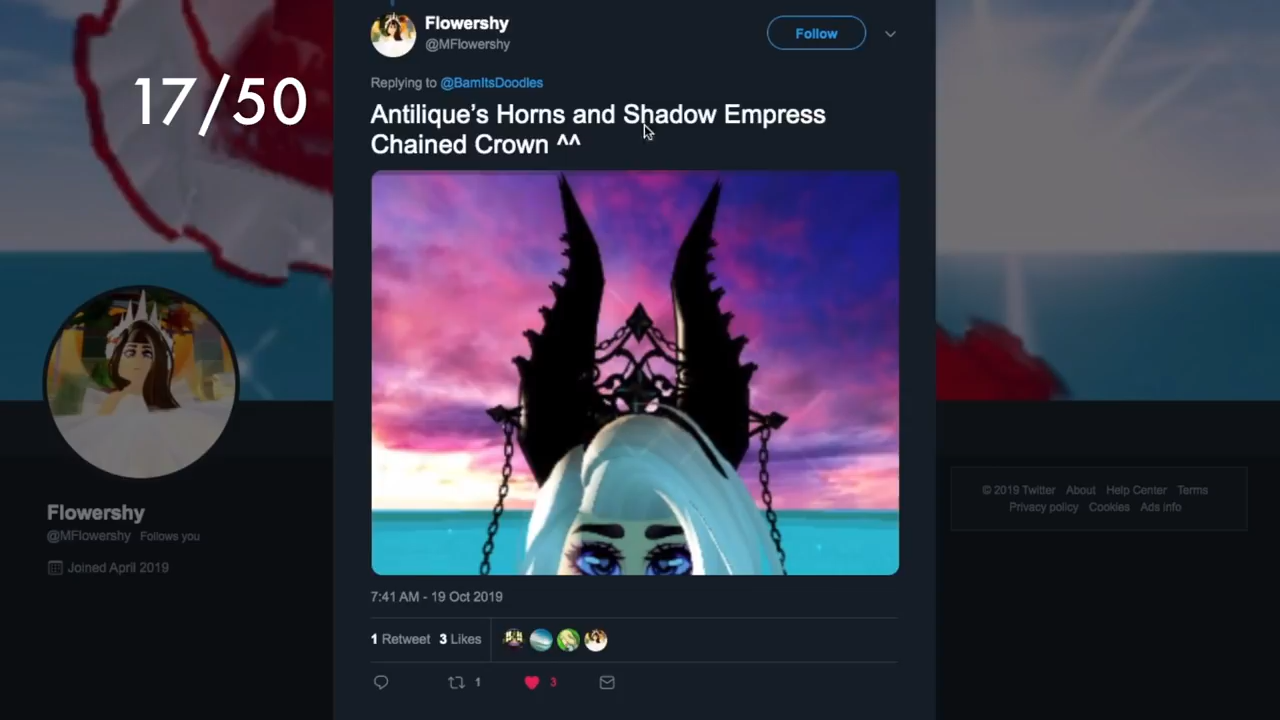 17/50
Flowershy
@MFlowershy
Follow
Replying to @BamItsDoodles
Antilique's Horns and Shadow Empress
Chained Crown ^^
7:41 AM - 19 Oct 2019
1 Retweet 3 Likes
1
3
Flowershy
@MFlowershy Follows you
Joined April 2019
© 2019 Twitter About Help Center Terms
Privacy policy Cookies Ads info